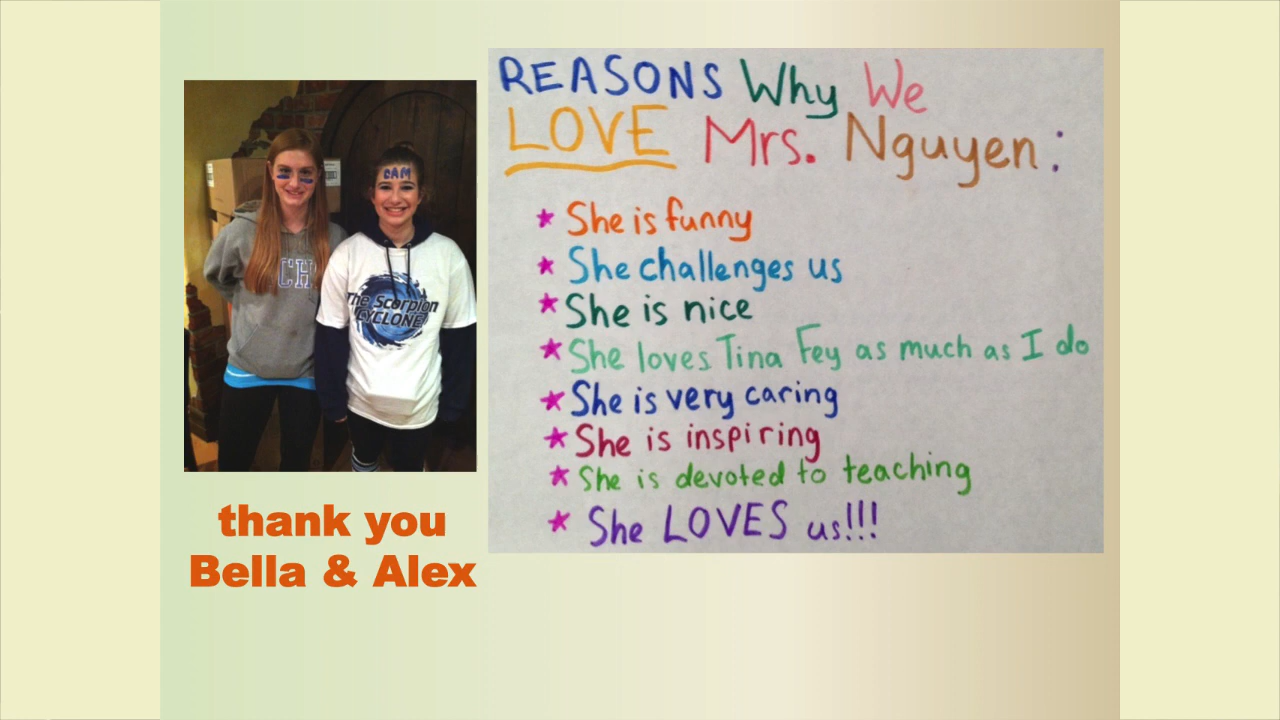 REASONS Why We
LOVE Mrs. Nguyen:
* She is funny
* She challenges us
* She is nice
* She loves Tina Fey as much as I do
* She is very caring
* She is inspiring
* She is devoted to teaching
* She LOVES us!!!
BAM
CH
The Scorpion
CYCLONE
thank you
Bella & Alex